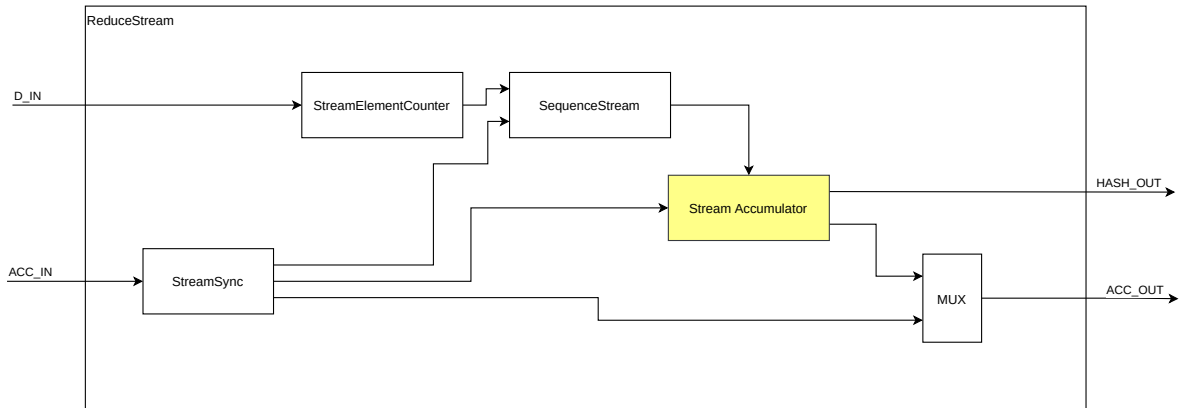 ReduceStream
D_IN
StreamElementCounter
SequenceStream
HASH_OUT
Stream Accumulator
ACC_IN
StreamSync
ACC_OUT
MUX